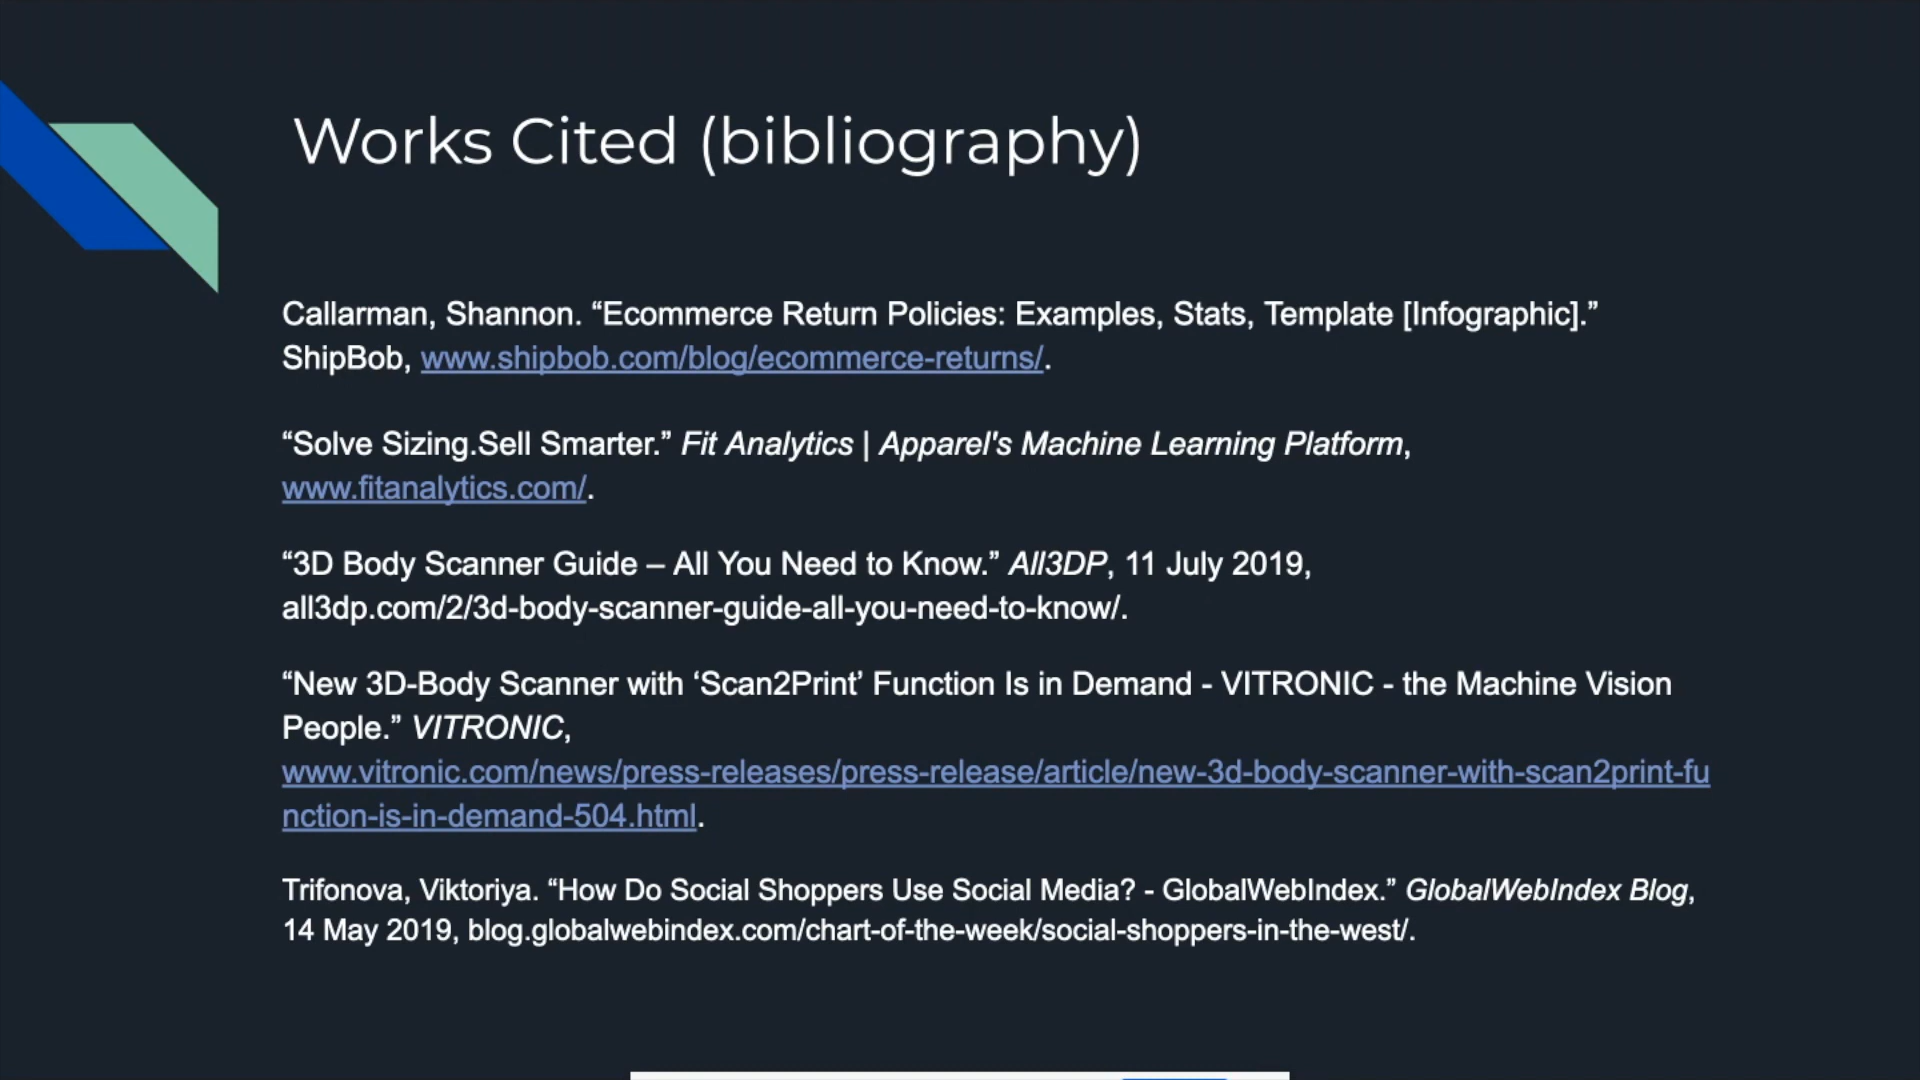 Works Cited (bibliography)
Callarman, Shannon. “Ecommerce Return Policies: Examples, Stats, Template [Infographic].”
ShipBob, www.shipbob.com/blog/ecommerce-returns/.
“Solve Sizing.Sell Smarter.” Fit Analytics | Apparel's Machine Learning Platform,
www.fitanalytics.com/.
“3D Body Scanner Guide – All You Need to Know.” All3DP, 11 July 2019,
all3dp.com/2/3d-body-scanner-guide-all-you-need-to-know/.
“New 3D-Body Scanner with ‘Scan2Print’ Function Is in Demand - VITRONIC - the Machine Vision
People.” VITRONIC,
www.vitronic.com/news/press-releases/press-release/article/new-3d-body-scanner-with-scan2print-fu
nction-is-in-demand-504.html.
Trifonova, Viktoriya. “How Do Social Shoppers Use Social Media? - GlobalWebIndex.” GlobalWebIndex Blog,
14 May 2019, blog.globalwebindex.com/chart-of-the-week/social-shoppers-in-the-west/.